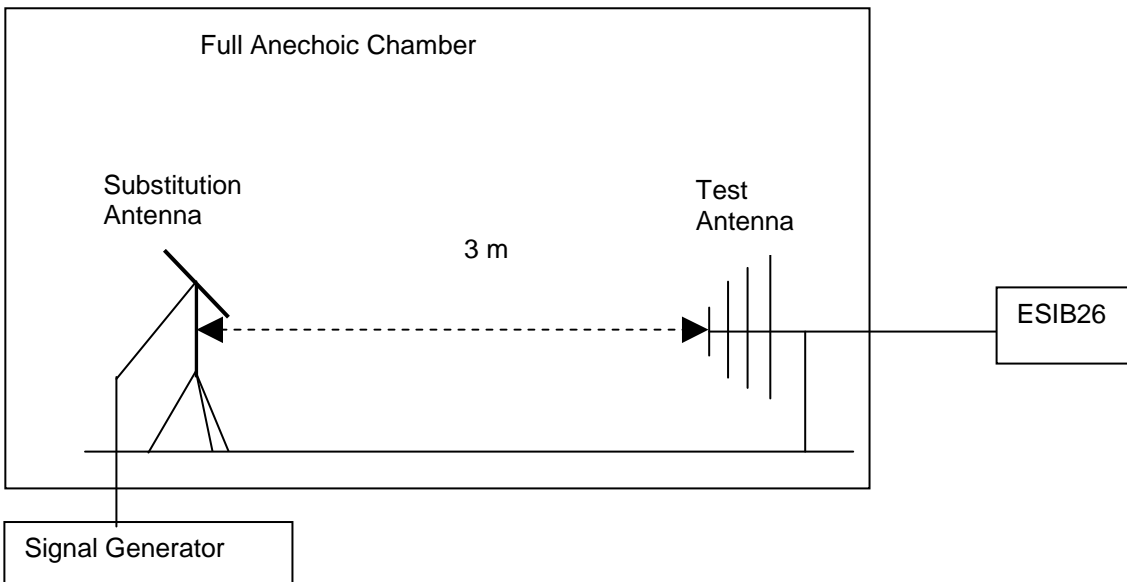 Full Anechoic Chamber
Substitution
Antenna
Test
Antenna
3 m
ESIB26
Signal Generator